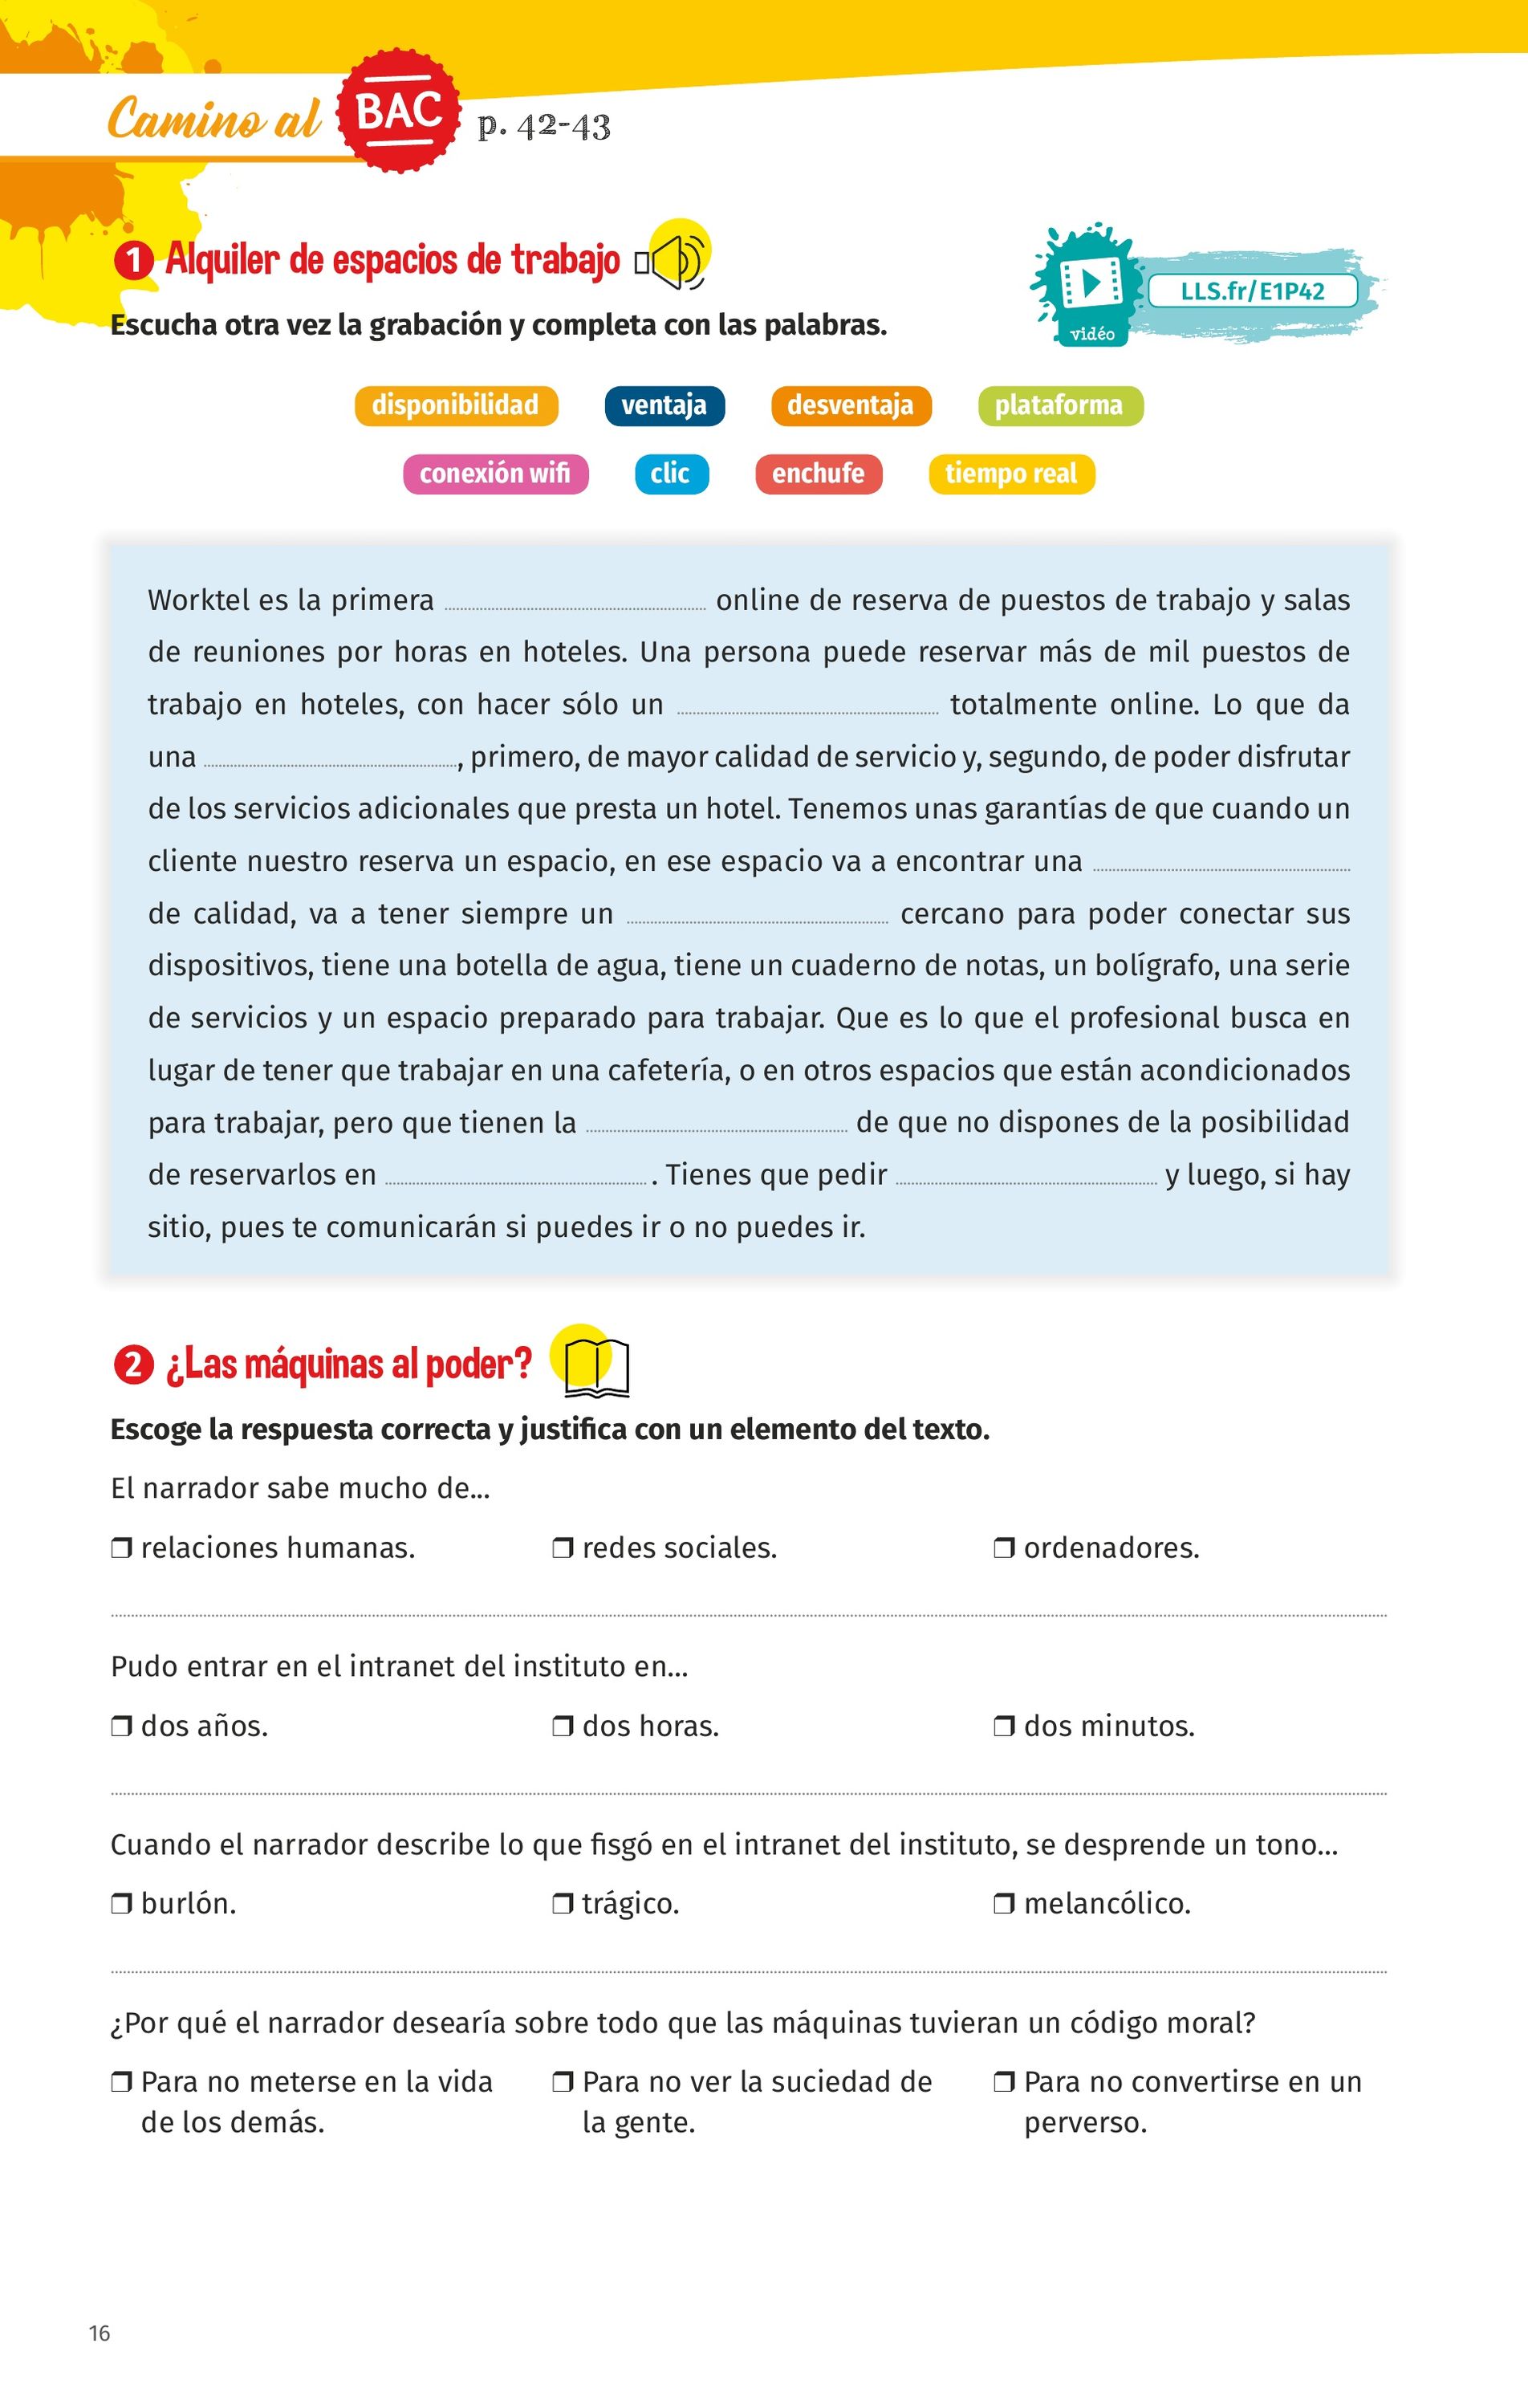 Camino al BAC p. 42-43
1 Alquiler de espacios de trabajo
LLS.fr/E1P42
vidéo
Escucha otra vez la grabación y completa con las palabras.
disponibilidad ventaja desventaja plataforma
conexión wifi clic enchufe tiempo real
Worktel es la primera ........ online de reserva de puestos de trabajo y salas
de reuniones por horas en hoteles. Una persona puede reservar más de mil puestos de
trabajo en hoteles, con hacer sólo un ........ totalmente online. Lo que da
una ........, primero, de mayor calidad de servicio y, segundo, de poder disfrutar
de los servicios adicionales que presta un hotel. Tenemos unas garantías de que cuando un
cliente nuestro reserva un espacio, en ese espacio va a encontrar una ........
de calidad, va a tener siempre un ........ cercano para poder conectar sus
dispositivos, tiene una botella de agua, tiene un cuaderno de notas, un bolígrafo, una serie
de servicios y un espacio preparado para trabajar. Que es lo que el profesional busca en
lugar de tener que trabajar en una cafetería, o en otros espacios que están acondicionados
para trabajar, pero que tienen la ........ de que no dispones de la posibilidad
de reservarlos en ........ . Tienes que pedir ........ y luego, si hay
sitio, pues te comunicarán si puedes ir o no puedes ir.
2 ¿Las máquinas al poder?
Escoge la respuesta correcta y justifica con un elemento del texto.
El narrador sabe mucho de...
❒ relaciones humanas. ❒ redes sociales. ❒ ordenadores.
Pudo entrar en el intranet del instituto en...
❒ dos años. ❒ dos horas. ❒ dos minutos.
Cuando el narrador describe lo que fisgó en el intranet del instituto, se desprende un tono...
❒ burlón. ❒ trágico. ❒ melancólico.
¿Por qué el narrador desearía sobre todo que las máquinas tuvieran un código moral?
❒ Para no meterse en la vida
de los demás.
❒ Para no ver la suciedad de
la gente.
❒ Para no convertirse en un
perverso.
16